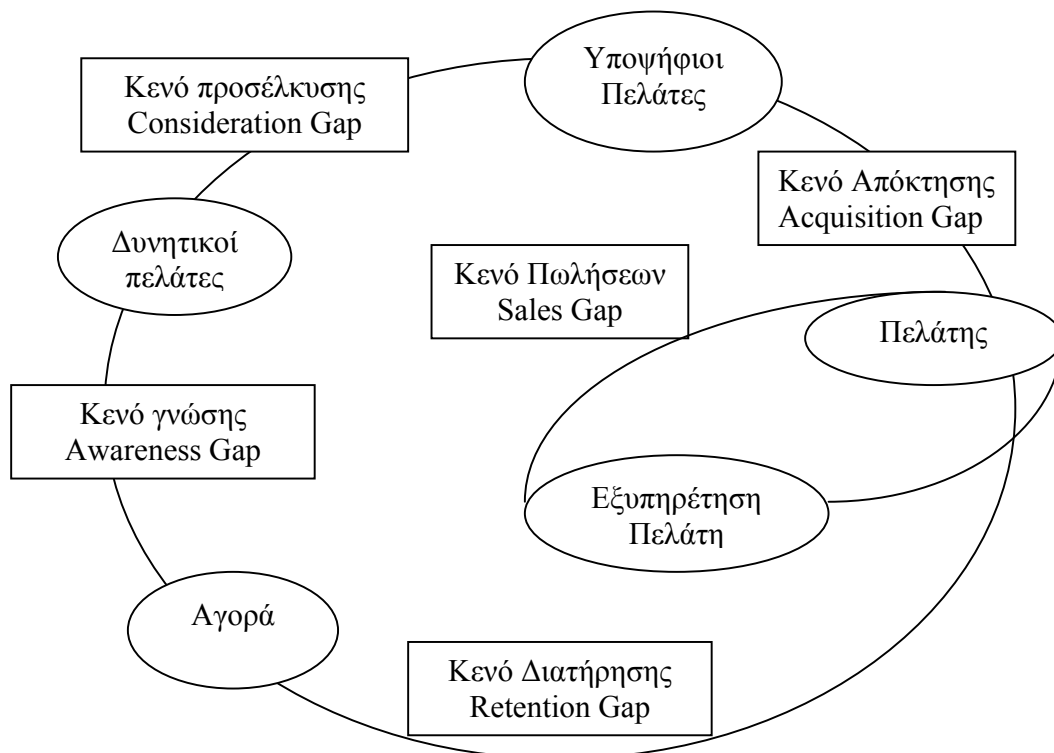 Υποψήφιοι
Πελάτες
Κενό προσέλκυσης
Consideration Gap
Κενό Απόκτησης
Acquisition Gap
Δυνητικοί
πελάτες
Κενό Πωλήσεων
Sales Gap
Πελάτης
Κενό γνώσης
Awareness Gap
Εξυπηρέτηση
Πελάτη
Αγορά
Κενό Διατήρησης
Retention Gap